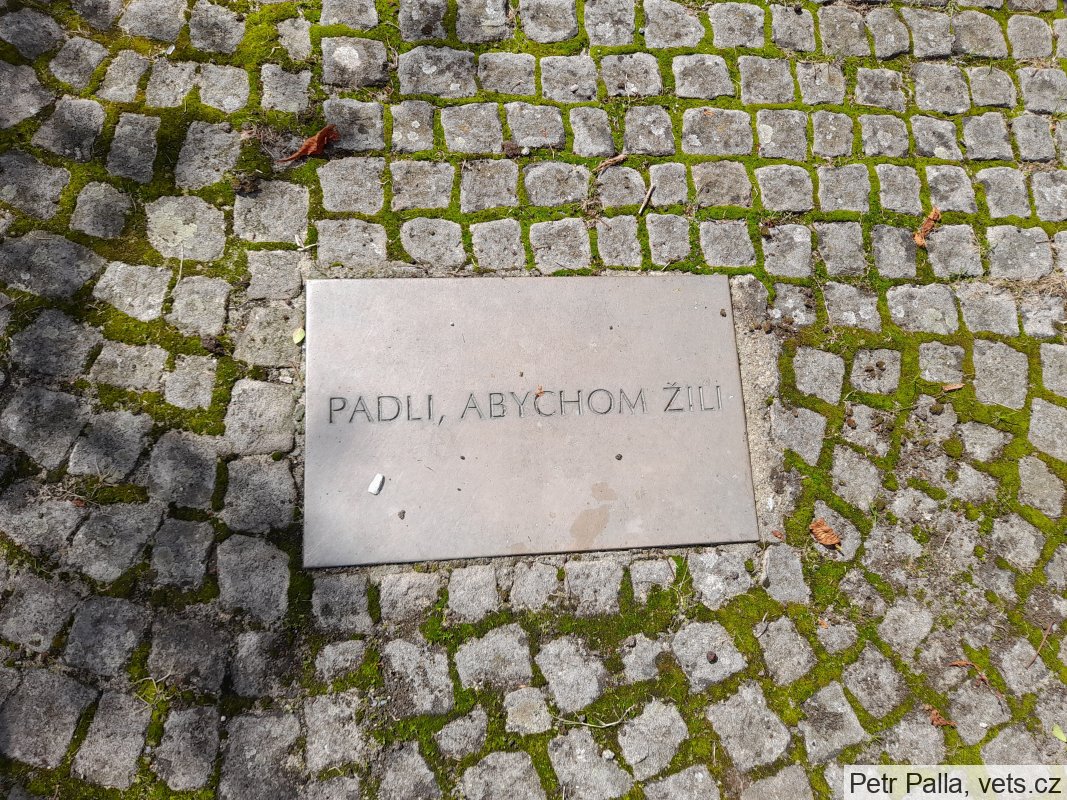 PADLI, ABYCHOM ŽILI
Petr Palla, vets.cz